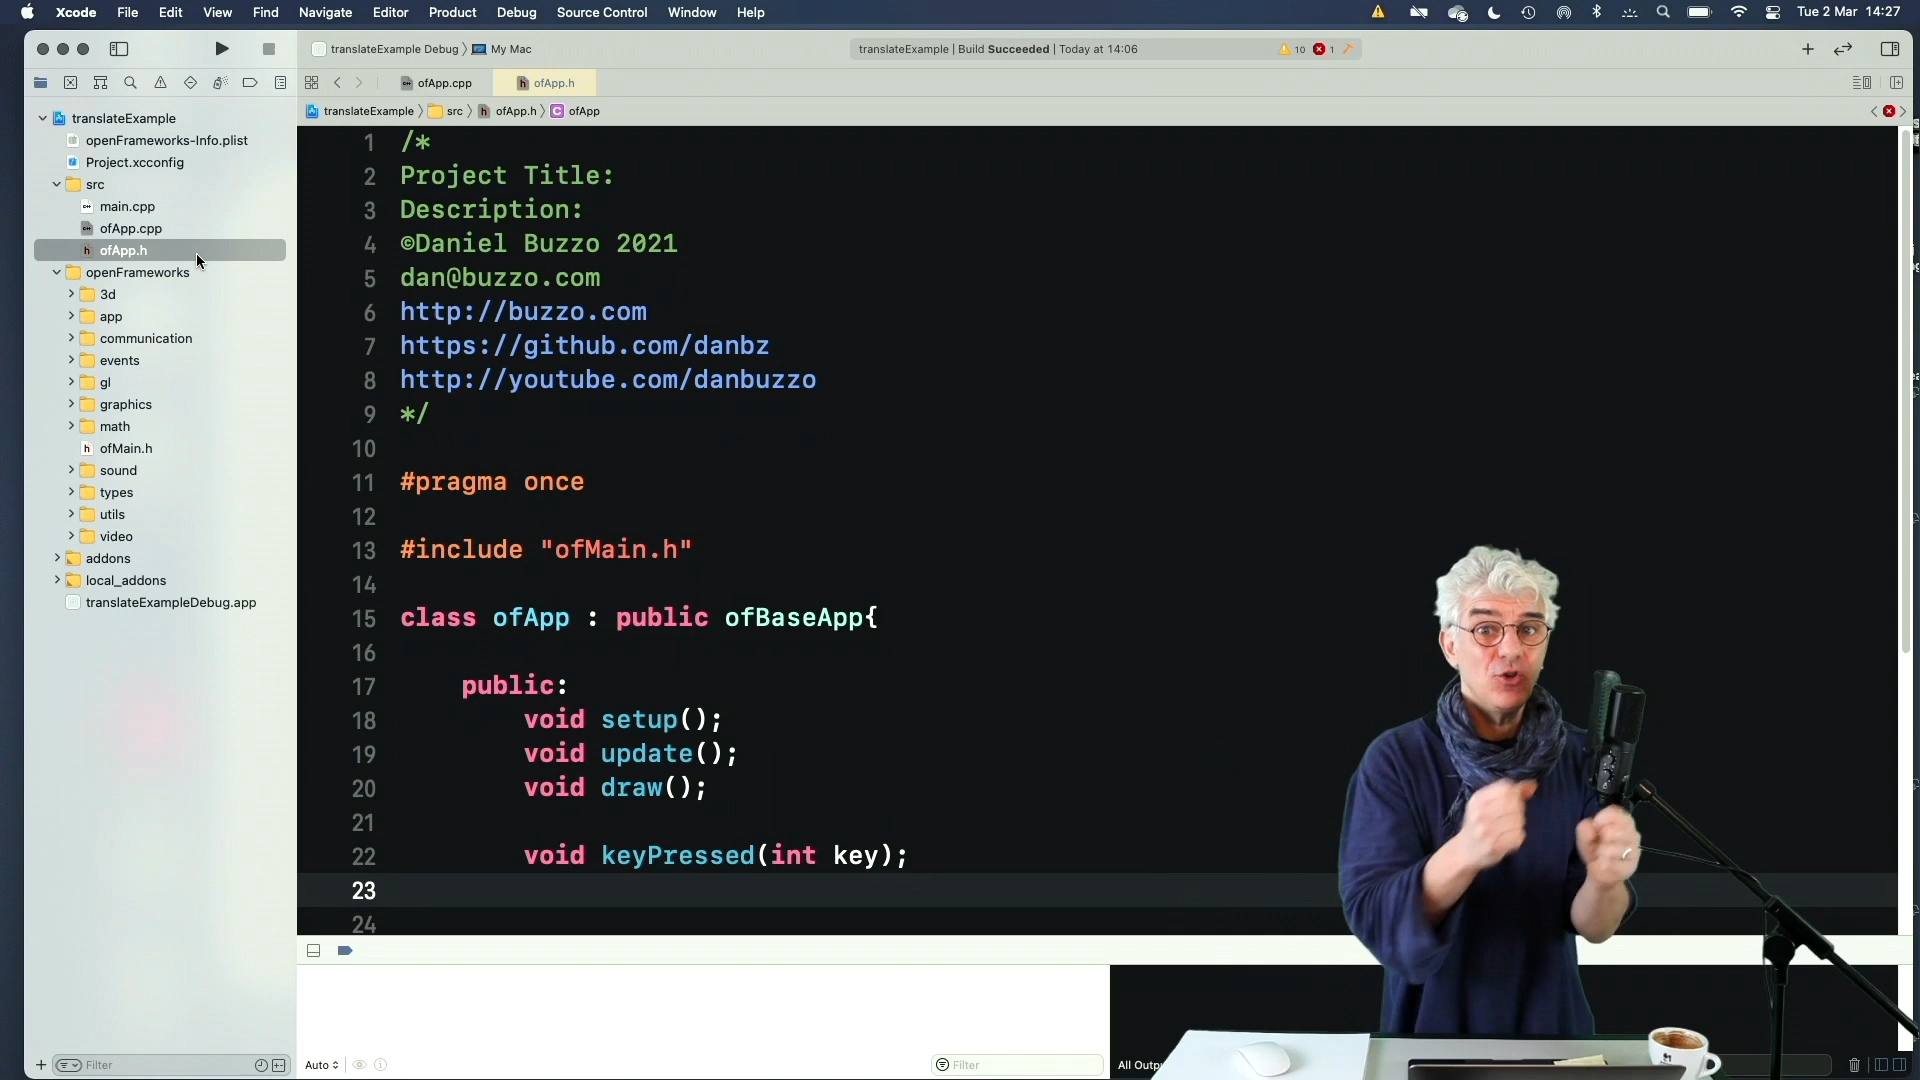 Xcode File Edit View Find Navigate Editor Product Debug Source Control Window Help
Tue 2 Mar 14:27
translateExample Debug My Mac
translateExample | Build Succeeded | Today at 14:06
10
1
ofApp.cpp
ofApp.h
translateExample
src
ofApp.h
ofApp
translateExample
openFrameworks-Info.plist
Project.xcconfig
src
main.cpp
ofApp.cpp
ofApp.h
openFrameworks
3d
app
communication
events
gl
graphics
math
ofMain.h
sound
types
utils
video
addons
local_addons
translateExampleDebug.app
Filter
1 /*
2 Project Title:
3 Description:
4 ©Daniel Buzzo 2021
5 dan@buzzo.com
6 http://buzzo.com
7 https://github.com/danbz
8 http://youtube.com/danbuzzo
9 */
10
11 #pragma once
12
13 #include "ofMain.h"
14
15 class ofApp : public ofBaseApp{
16
17 public:
18 void setup();
19 void update();
20 void draw();
21
22 void keyPressed(int key);
23
24
Auto
Filter
All